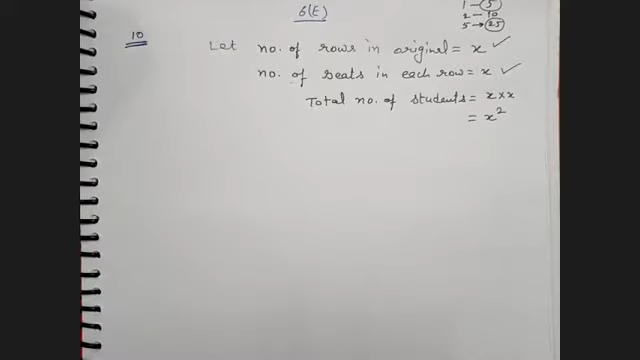 6(E)
1 - 5
2 - 10
5 → 25
10
Let no. of rows in original = x ✓
no. of seats in each row = x ✓
Total no. of students = x × x
= x²